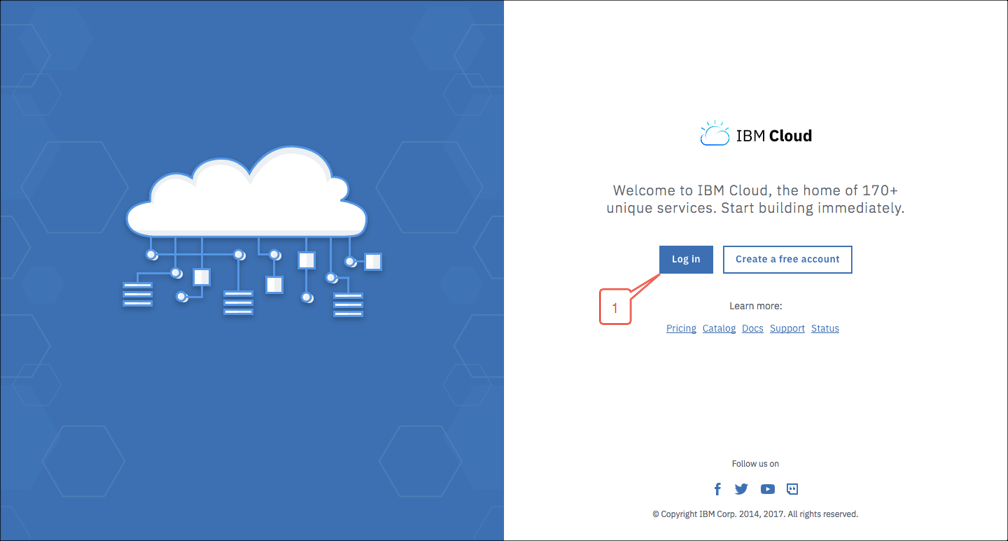 IBM Cloud
Welcome to IBM Cloud, the home of 170+
unique services. Start building immediately.
Log in Create a free account
1
Learn more:
Pricing Catalog Docs Support Status
Follow us on
© Copyright IBM Corp. 2014, 2017. All rights reserved.